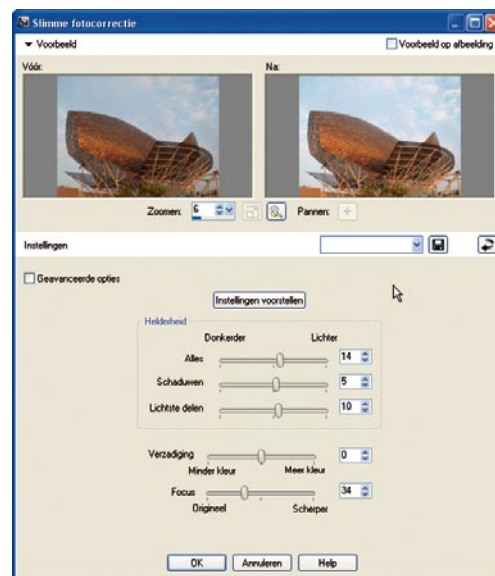 Slimme fotocorrectie
Voorbeeld
Voorbeeld op afbeelding
Vóór:
Na:
Zoomen: 6
Pannen:
Instellingen
Geavanceerde opties
Instellingen voorstellen
Helderheid
Donkerder Lichter
Alles 14
Schaduwen 5
Lichtste delen 10
Verzadiging 0
Minder kleur Meer kleur
Focus 34
Origineel Scherper
OK Annuleren Help